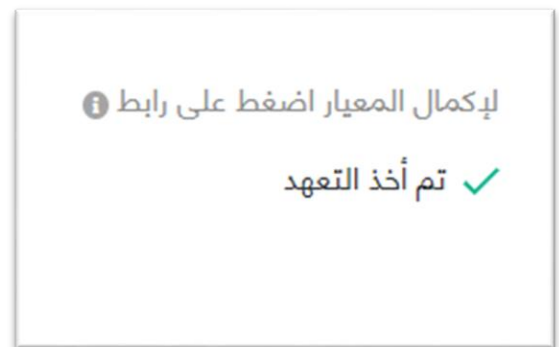 لإكمال المعيار اضغط على رابط
تم أخذ التعهد